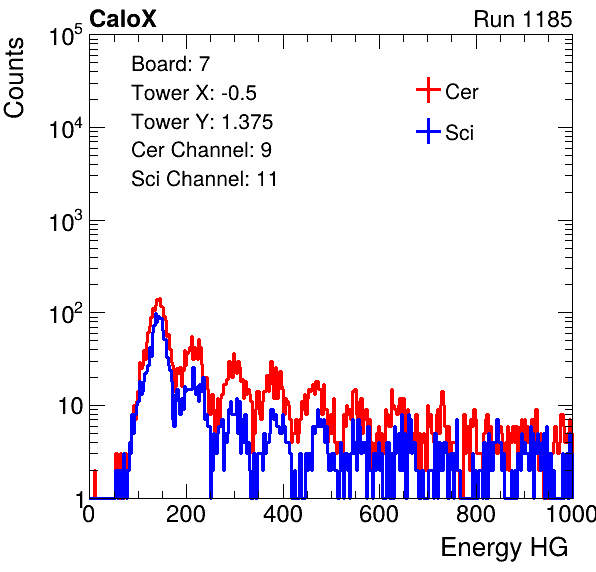 CaloX Run 1185
Board: 7
Tower X: -0.5
Tower Y: 1.375
Cer Channel: 9
Sci Channel: 11
Cer
Sci
Counts
10^5
10^4
10^3
10^2
10
1
0 200 400 600 800 1000
Energy HG